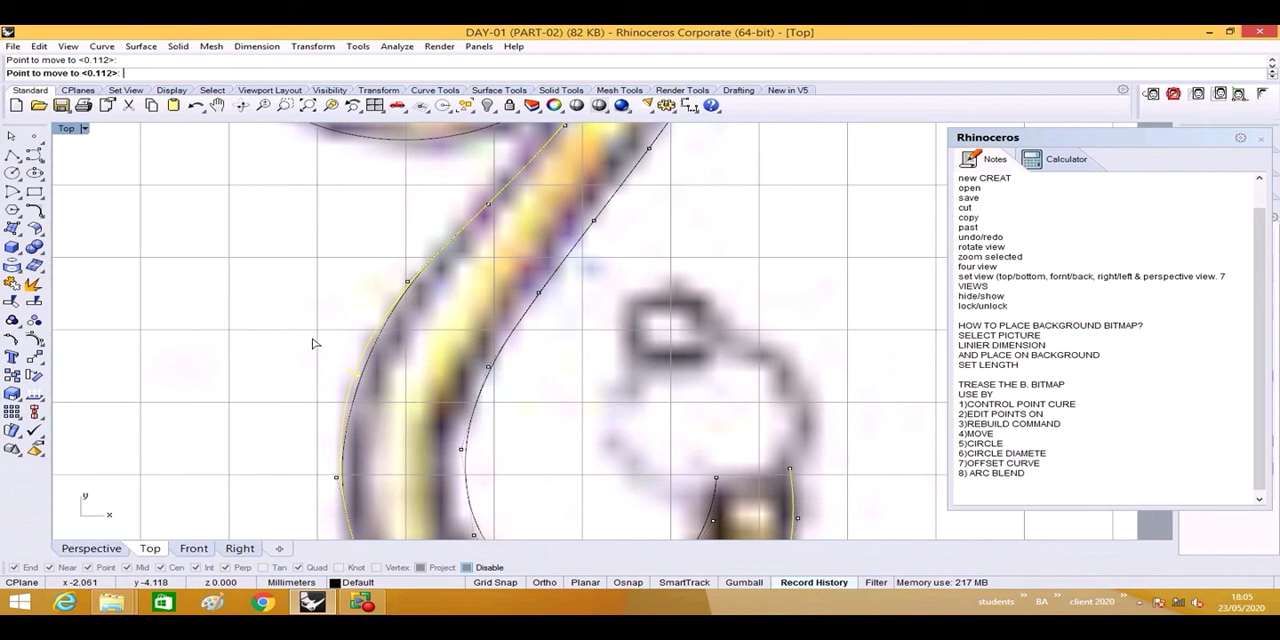 DAY-01 (PART-02) (82 KB) - Rhinoceros Corporate (64-bit) - [Top]
File Edit View Curve Surface Solid Mesh Dimension Transform Tools Analyze Render Panels Help
Point to move to <0.112>:
Point to move to <0.112>:
Standard CPlanes Set View Display Select Viewport Layout Visibility Transform Curve Tools Surface Tools Solid Tools Mesh Tools Render Tools Drafting New in V5
Top
Rhinoceros
Notes Calculator
new CREAT
open
save
cut
copy
past
undo/redo
rotate view
zoom selected
four view
set view (top/bottom, fornt/back, right/left & perspective view. 7
VIEWS
hide/show
lock/unlock
HOW TO PLACE BACKGROUND BITMAP?
SELECT PICTURE
LINIER DIMENSION
AND PLACE ON BACKGROUND
SET LENGTH
TREASE THE B. BITMAP
USE BY
1)CONTROL POINT CURE
2)EDIT POINTS ON
3)REBUILD COMMAND
4)MOVE
5)CIRCLE
6)CIRCLE DIAMETE
7)OFFSET CURVE
8) ARC BLEND
y
x
Perspective Top Front Right
End Near Point Mid Cen Int Perp Tan Quad Knot Vertex Project Disable
CPlane x -2.061 y -4.118 z 0.000 Millimeters Default Grid Snap Ortho Planar Osnap SmartTrack Gumball Record History Filter Memory use: 217 MB
students » BA » client 2020 » 18:05
23/05/2020